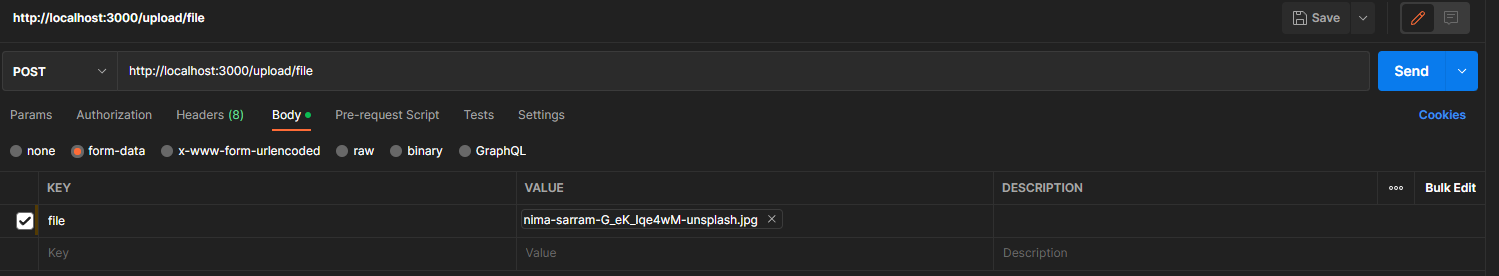 http://localhost:3000/upload/file Save
POST http://localhost:3000/upload/file Send
Params Authorization Headers (8) Body Pre-request Script Tests Settings Cookies
none form-data x-www-form-urlencoded raw binary GraphQL
KEY VALUE DESCRIPTION Bulk Edit
file nima-sarram-G_eK_Iqe4wM-unsplash.jpg
Key Value Description